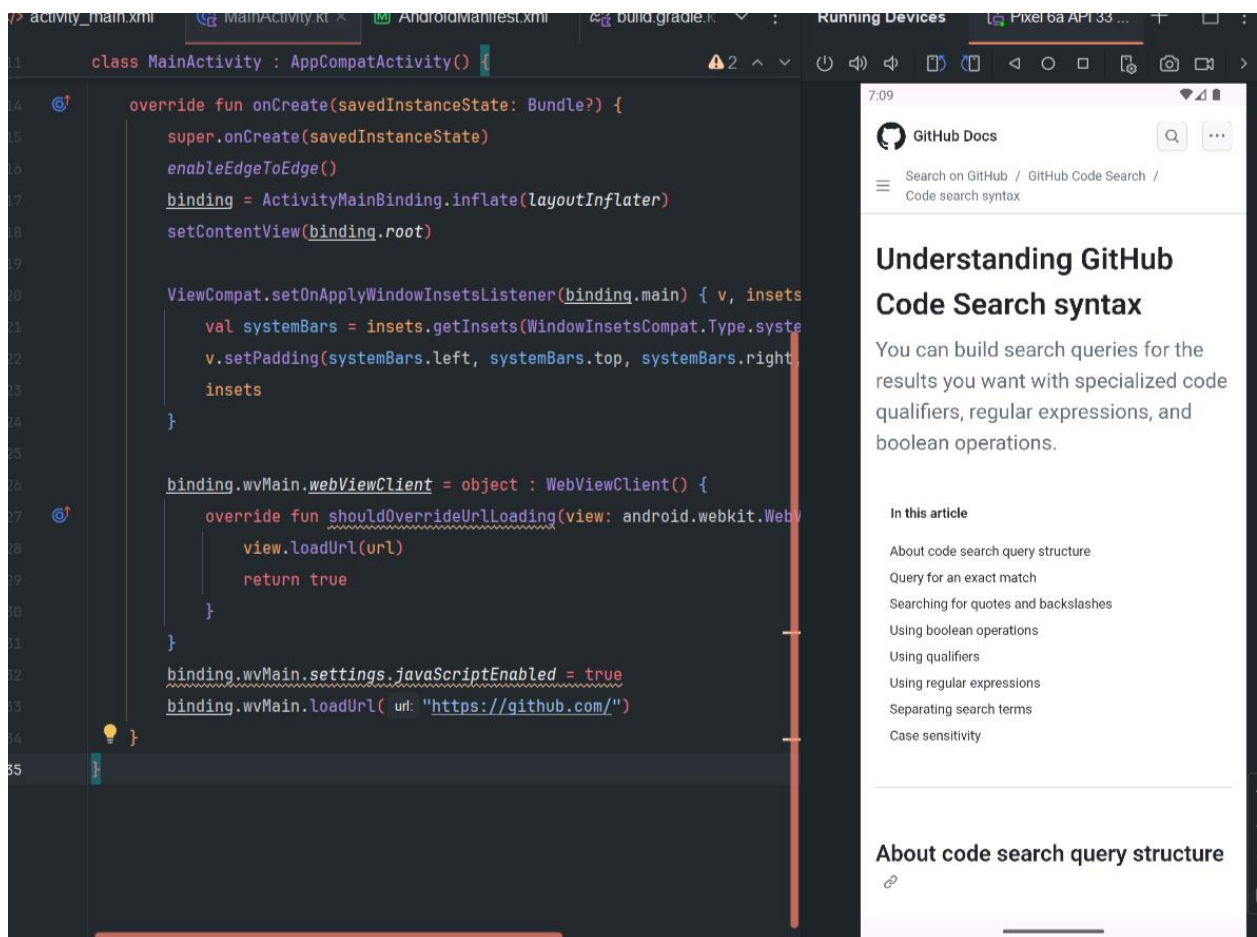 activity_main.xml MainActivity.kt × AndroidManifest.xml build.gradle.k
Running Devices Pixel 6a API 33 ...
class MainActivity : AppCompatActivity() {
2
override fun onCreate(savedInstanceState: Bundle?) {
super.onCreate(savedInstanceState)
enableEdgeToEdge()
binding = ActivityMainBinding.inflate(layoutInflater)
setContentView(binding.root)
ViewCompat.setOnApplyWindowInsetsListener(binding.main) { v, insets
val systemBars = insets.getInsets(WindowInsetsCompat.Type.syste
v.setPadding(systemBars.left, systemBars.top, systemBars.right,
insets
}
binding.wvMain.webViewClient = object : WebViewClient() {
override fun shouldOverrideUrlLoading(view: android.webkit.WebV
view.loadUrl(url)
return true
}
}
binding.wvMain.settings.javaScriptEnabled = true
binding.wvMain.loadUrl( url: "https://github.com/")
}
35 }
7:09
GitHub Docs
Search on GitHub / GitHub Code Search /
Code search syntax
Understanding GitHub
Code Search syntax
You can build search queries for the
results you want with specialized code
qualifiers, regular expressions, and
boolean operations.
In this article
About code search query structure
Query for an exact match
Searching for quotes and backslashes
Using boolean operations
Using qualifiers
Using regular expressions
Separating search terms
Case sensitivity
About code search query structure